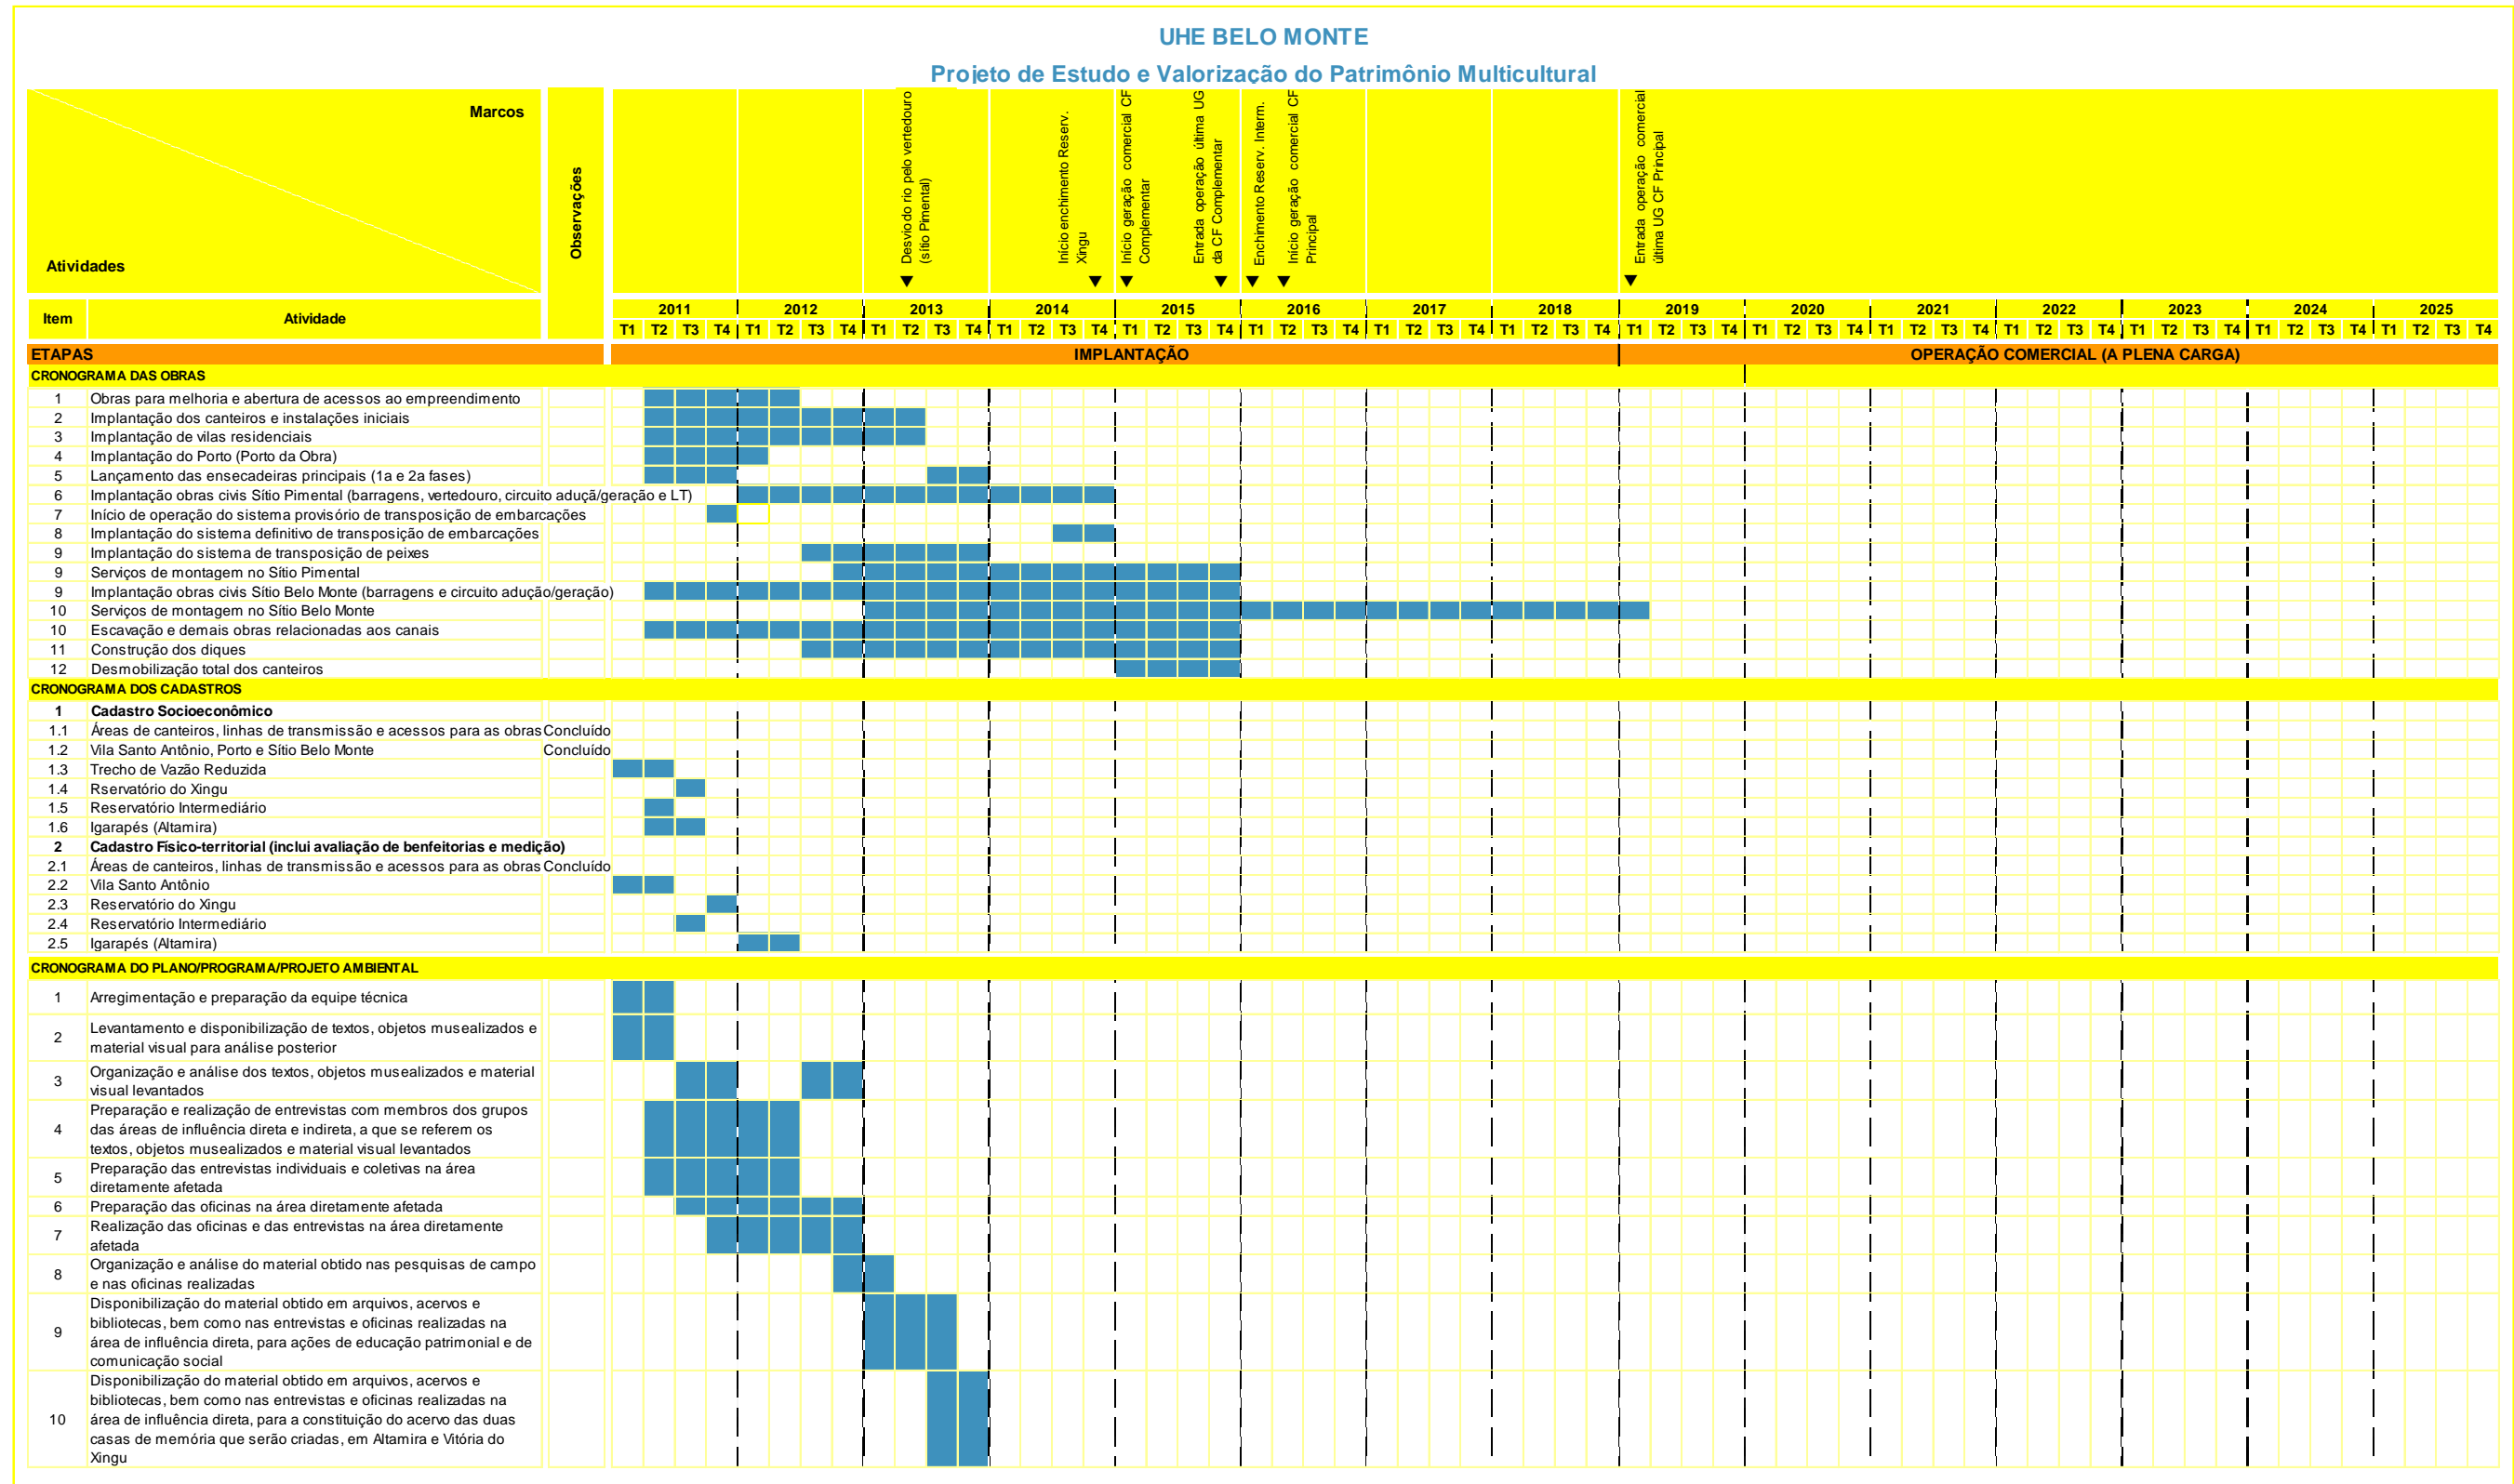 UHE BELO MONTE
Projeto de Estudo e Valorização do Patrimônio Multicultural
Marcos
Atividades
Observações
Desvio do rio pelo vertedouro
(sítio Pimental)
Início enchimento Reserv.
Xingu
Início geração comercial CF
Complementar
Entrada operação última UG
da CF Complementar
Enchimento Reserv. Interm.
Início geração comercial CF
Principal
Entrada operação comercial
última UG CF Principal
Item Atividade
2011 2012 2013 2014 2015 2016 2017 2018 2019 2020 2021 2022 2023 2024 2025
T1 T2 T3 T4 T1 T2 T3 T4 T1 T2 T3 T4 T1 T2 T3 T4 T1 T2 T3 T4 T1 T2 T3 T4 T1 T2 T3 T4 T1 T2 T3 T4 T1 T2 T3 T4 T1 T2 T3 T4 T1 T2 T3 T4 T1 T2 T3 T4 T1 T2 T3 T4 T1 T2 T3 T4 T1 T2 T3 T4
ETAPAS IMPLANTAÇÃO OPERAÇÃO COMERCIAL (A PLENA CARGA)
CRONOGRAMA DAS OBRAS
1 Obras para melhoria e abertura de acessos ao empreendimento
2 Implantação dos canteiros e instalações iniciais
3 Implantação de vilas residenciais
4 Implantação do Porto (Porto da Obra)
5 Lançamento das ensecadeiras principais (1a e 2a fases)
6 Implantação obras civis Sítio Pimental (barragens, vertedouro, circuito aduçã/geração e LT)
7 Início de operação do sistema provisório de transposição de embarcações
8 Implantação do sistema definitivo de transposição de embarcações
9 Implantação do sistema de transposição de peixes
9 Serviços de montagem no Sítio Pimental
9 Implantação obras civis Sítio Belo Monte (barragens e circuito adução/geração)
10 Serviços de montagem no Sítio Belo Monte
10 Escavação e demais obras relacionadas aos canais
11 Construção dos diques
12 Desmobilização total dos canteiros
CRONOGRAMA DOS CADASTROS
1 Cadastro Socioeconômico
1.1 Áreas de canteiros, linhas de transmissão e acessos para as obras Concluído
1.2 Vila Santo Antônio, Porto e Sítio Belo Monte Concluído
1.3 Trecho de Vazão Reduzida
1.4 Rservatório do Xingu
1.5 Reservatório Intermediário
1.6 Igarapés (Altamira)
2 Cadastro Físico-territorial (inclui avaliação de benfeitorias e medição)
2.1 Áreas de canteiros, linhas de transmissão e acessos para as obras Concluído
2.2 Vila Santo Antônio
2.3 Reservatório do Xingu
2.4 Reservatório Intermediário
2.5 Igarapés (Altamira)
CRONOGRAMA DO PLANO/PROGRAMA/PROJETO AMBIENTAL
1 Arregimentação e preparação da equipe técnica
2 Levantamento e disponibilização de textos, objetos musealizados e
material visual para análise posterior
3 Organização e análise dos textos, objetos musealizados e material
visual levantados
4 Preparação e realização de entrevistas com membros dos grupos
das áreas de influência direta e indireta, a que se referem os
textos, objetos musealizados e material visual levantados
5 Preparação das entrevistas individuais e coletivas na área
diretamente afetada
6 Preparação das oficinas na área diretamente afetada
7 Realização das oficinas e das entrevistas na área diretamente
afetada
8 Organização e análise do material obtido nas pesquisas de campo
e nas oficinas realizadas
9 Disponibilização do material obtido em arquivos, acervos e
bibliotecas, bem como nas entrevistas e oficinas realizadas na
área de influência direta, para ações de educação patrimonial e de
comunicação social
10 Disponibilização do material obtido em arquivos, acervos e
bibliotecas, bem como nas entrevistas e oficinas realizadas na
área de influência direta, para a constituição do acervo das duas
casas de memória que serão criadas, em Altamira e Vitória do
Xingu